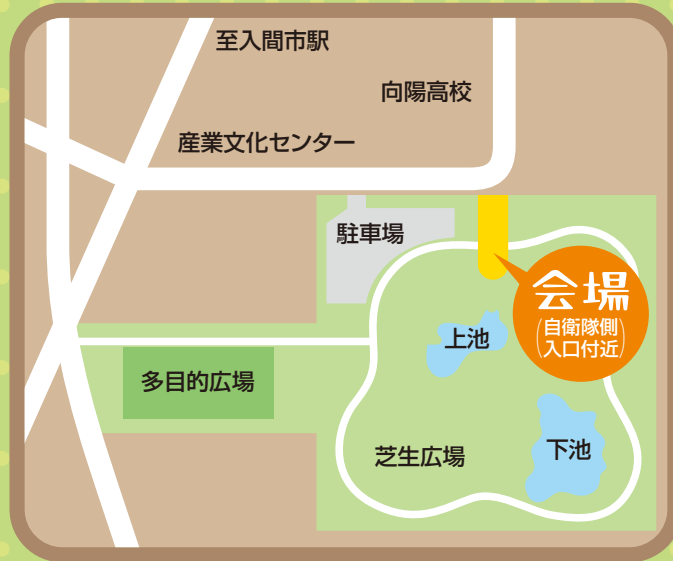 至入間市駅
向陽高校
産業文化センター
駐車場
会場
(自衛隊側
入口付近)
上池
多目的広場
芝生広場
下池